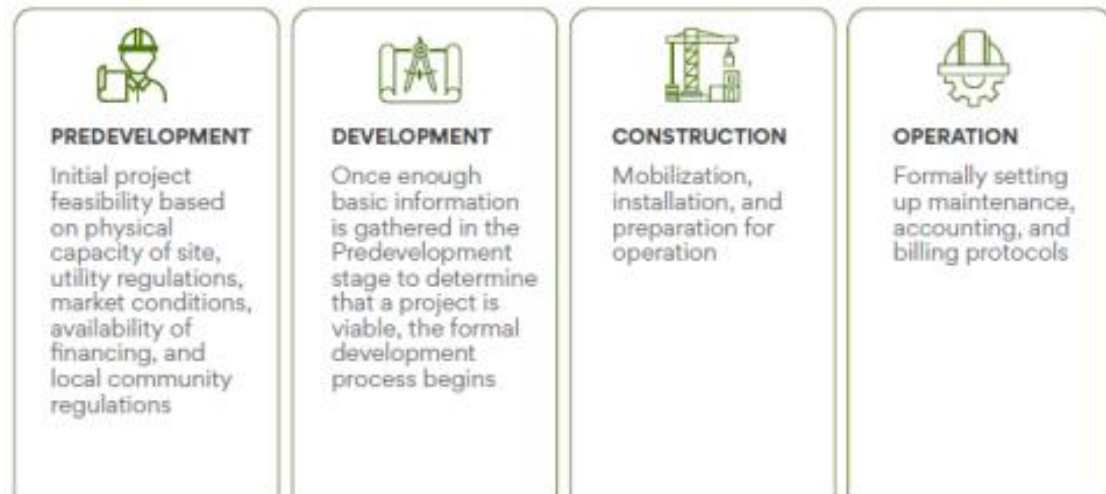 PREDEVELOPMENT
Initial project
feasibility based
on physical
capacity of site,
utility regulations,
market conditions,
availability of
financing, and
local community
regulations
DEVELOPMENT
Once enough
basic information
is gathered in the
Predevelopment
stage to determine
that a project is
viable, the formal
development
process begins
CONSTRUCTION
Mobilization,
installation, and
preparation for
operation
OPERATION
Formally setting
up maintenance,
accounting, and
billing protocols